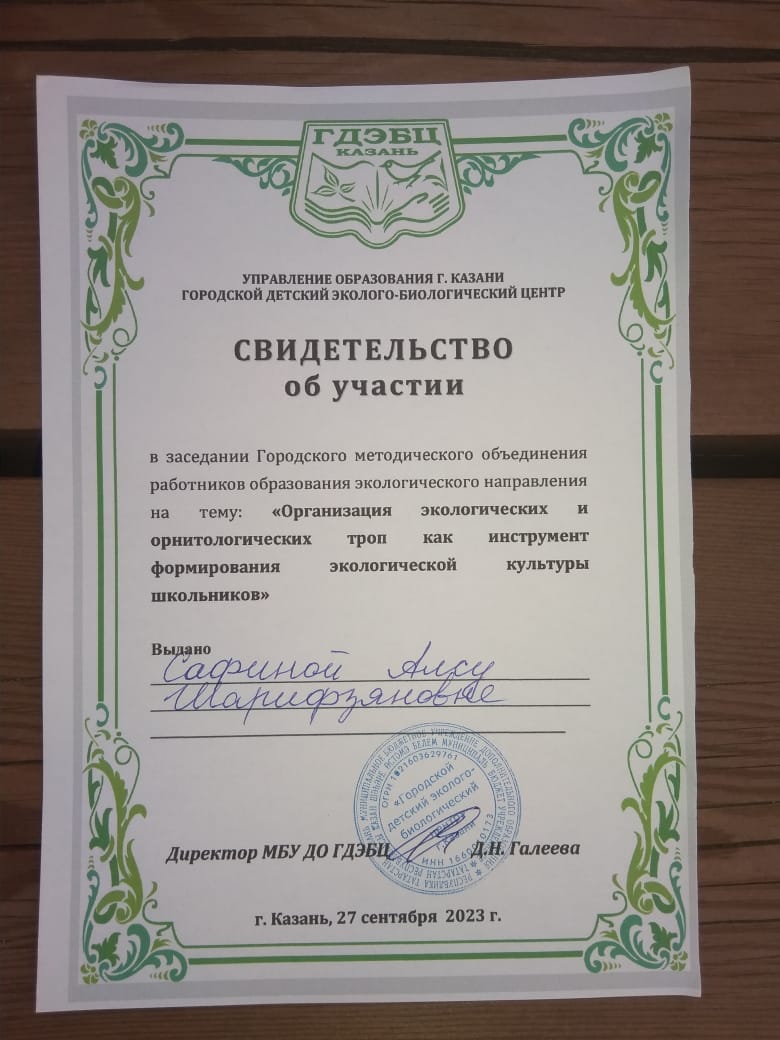 ГДЭБЦ
КАЗАНЬ
УПРАВЛЕНИЕ ОБРАЗОВАНИЯ Г. КАЗАНИ
ГОРОДСКОЙ ДЕТСКИЙ ЭКОЛОГО-БИОЛОГИЧЕСКИЙ ЦЕНТР
СВИДЕТЕЛЬСТВО
об участии
в заседании Городского методического объединения
работников образования экологического направления
на тему: «Организация экологических и
орнитологических троп как инструмент
формирования экологической культуры
школьников»
Выдано
Сафиной Алсу
Шарифзяновне
ОГРН 1021603629761
«Городской
детский эколого-
биологический
Директор МБУ ДО ГДЭБЦ Д.Н. Галеева
г. Казань, 27 сентября 2023 г.